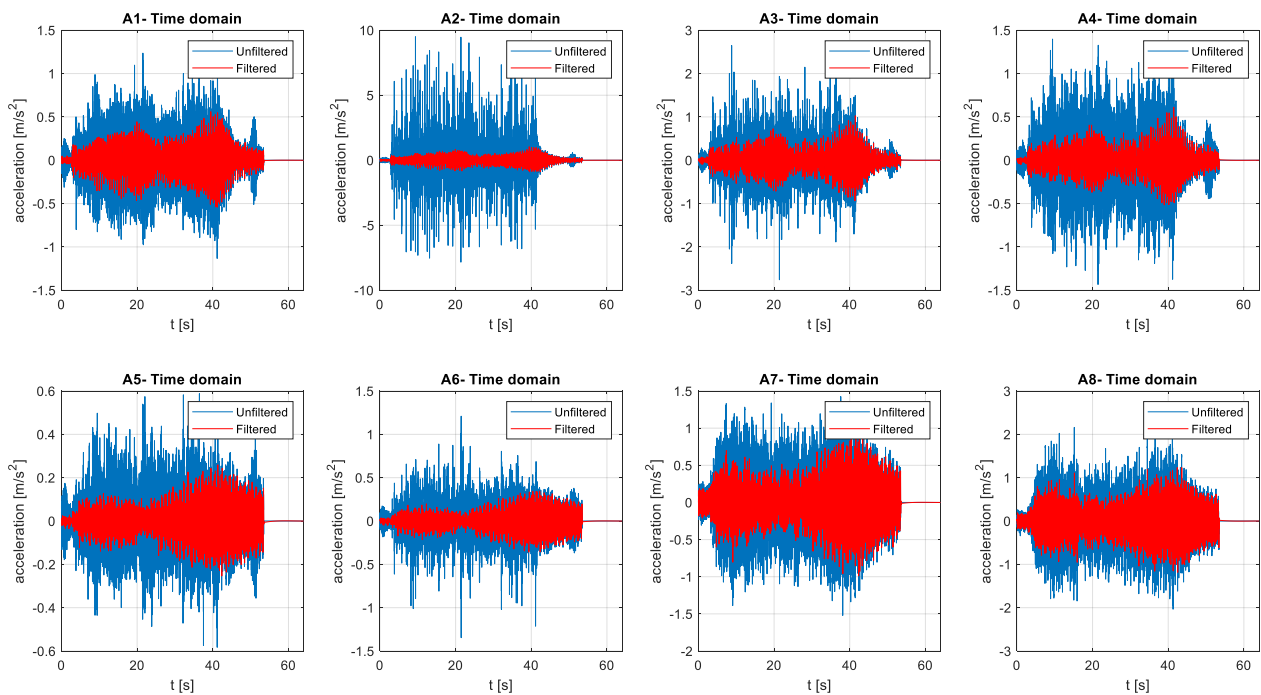 A1- Time domain
1.5
1
0.5
0
-0.5
-1
-1.5
acceleration [m/s²]
0 20 40 60
t [s]
Unfiltered
Filtered
A2- Time domain
10
5
0
-5
-10
acceleration [m/s²]
0 20 40 60
t [s]
Unfiltered
Filtered
A3- Time domain
3
2
1
0
-1
-2
-3
acceleration [m/s²]
0 20 40 60
t [s]
Unfiltered
Filtered
A4- Time domain
1.5
1
0.5
0
-0.5
-1
-1.5
acceleration [m/s²]
0 20 40 60
t [s]
Unfiltered
Filtered
A5- Time domain
0.6
0.4
0.2
0
-0.2
-0.4
-0.6
acceleration [m/s²]
0 20 40 60
t [s]
Unfiltered
Filtered
A6- Time domain
1.5
1
0.5
0
-0.5
-1
-1.5
acceleration [m/s²]
0 20 40 60
t [s]
Unfiltered
Filtered
A7- Time domain
1.5
1
0.5
0
-0.5
-1
-1.5
-2
acceleration [m/s²]
0 20 40 60
t [s]
Unfiltered
Filtered
A8- Time domain
3
2
1
0
-1
-2
-3
acceleration [m/s²]
0 20 40 60
t [s]
Unfiltered
Filtered